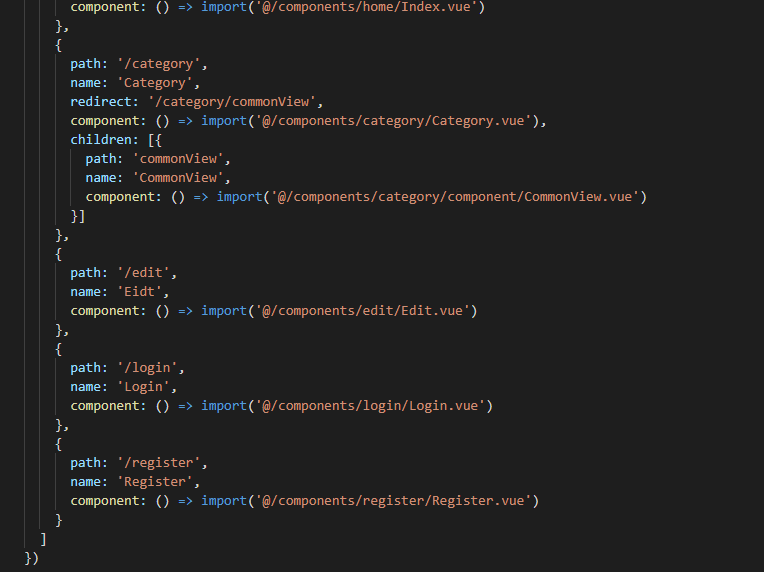 component: () => import('@/components/home/Index.vue')
},
{
path: '/category',
name: 'Category',
redirect: '/category/commonView',
component: () => import('@/components/category/Category.vue'),
children: [{
path: 'commonView',
name: 'CommonView',
component: () => import('@/components/category/component/CommonView.vue')
}]
},
{
path: '/edit',
name: 'Eidt',
component: () => import('@/components/edit/Edit.vue')
},
{
path: '/login',
name: 'Login',
component: () => import('@/components/login/Login.vue')
},
{
path: '/register',
name: 'Register',
component: () => import('@/components/register/Register.vue')
}
]
})